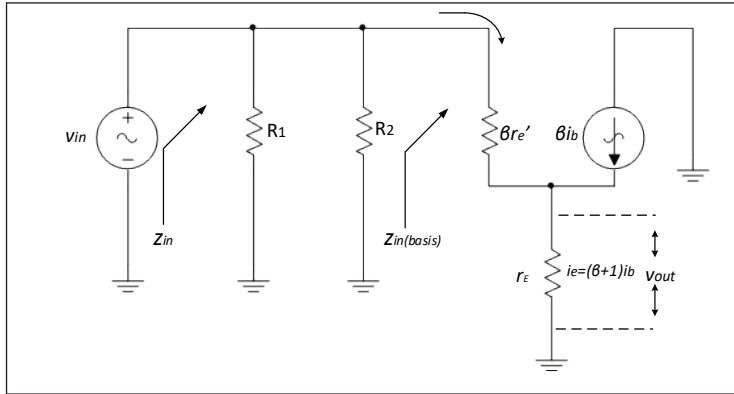 vin
+
−
zin
R1
R2
zin(basis)
βre'
βib
rE
ie=(β+1)ib
vout